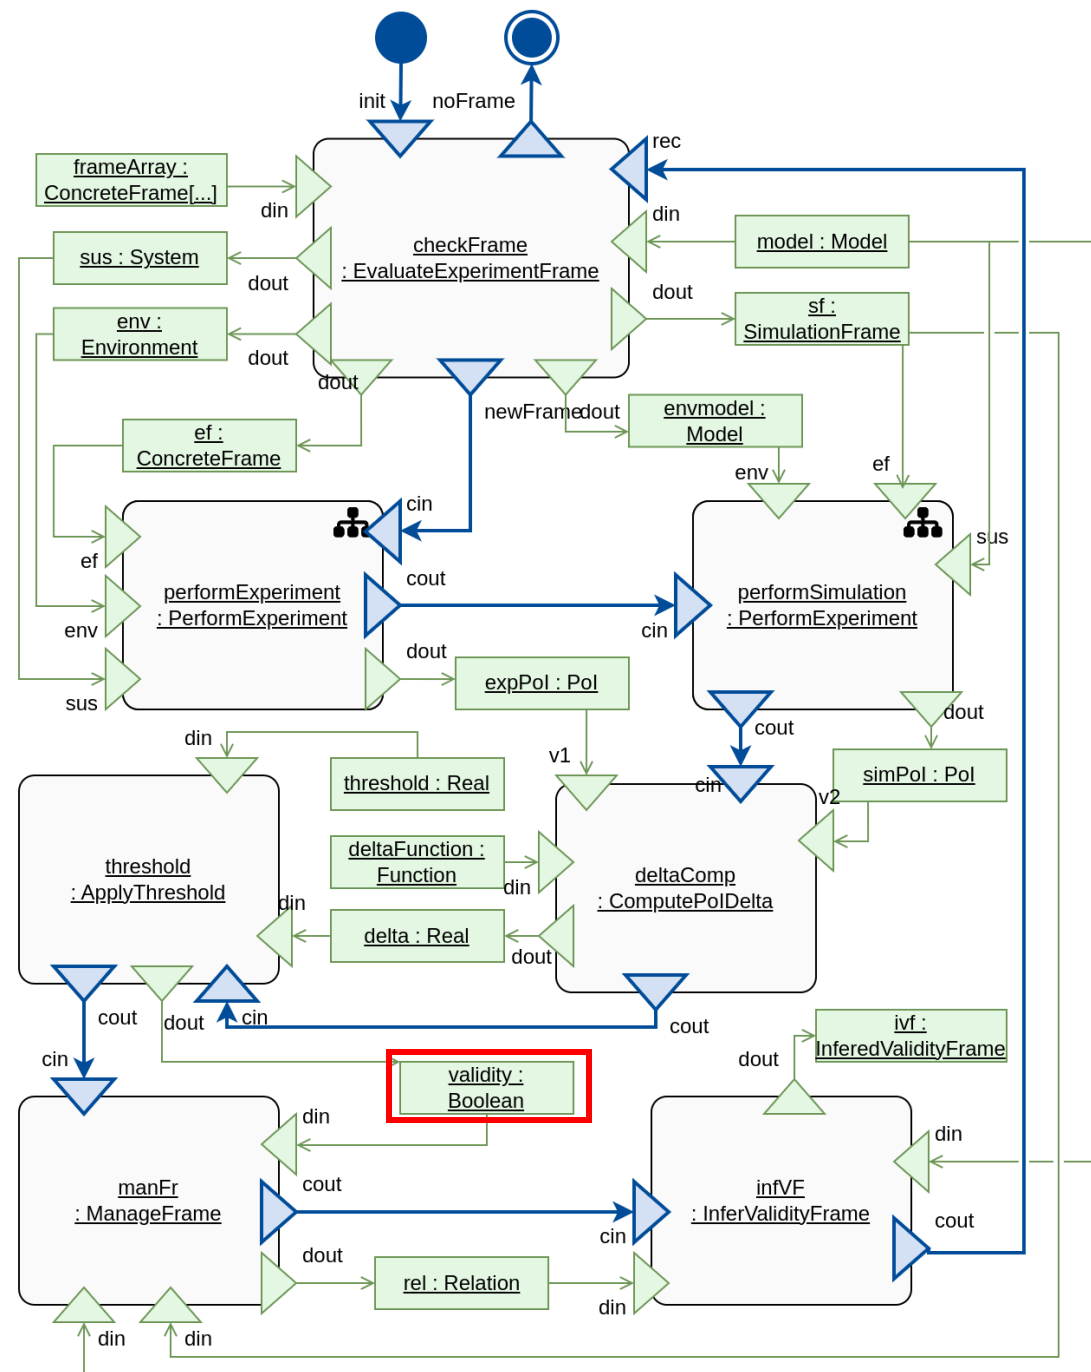 init
noFrame
rec
frameArray :
ConcreteFrame[...]
din
din
model : Model
sus : System
checkFrame
: EvaluateExperimentFrame
dout
dout
sf :
SimulationFrame
env :
Environment
dout
dout
newFrame
dout
envmodel :
Model
ef :
ConcreteFrame
env
ef
cin
sus
ef
performExperiment
: PerformExperiment
cout
performSimulation
: PerformExperiment
env
cin
dout
sus
expPoI : PoI
dout
cout
din
v1
threshold : Real
cin
simPoI : PoI
v2
deltaFunction :
Function
threshold
: ApplyThreshold
din
deltaComp
: ComputePoIDelta
din
delta : Real
dout
cout
dout
cin
cout
ivf :
InferedValidityFrame
cin
dout
validity :
Boolean
din
din
manFr
: ManageFrame
cout
infVF
: InferValidityFrame
cout
cin
dout
rel : Relation
din
din
din